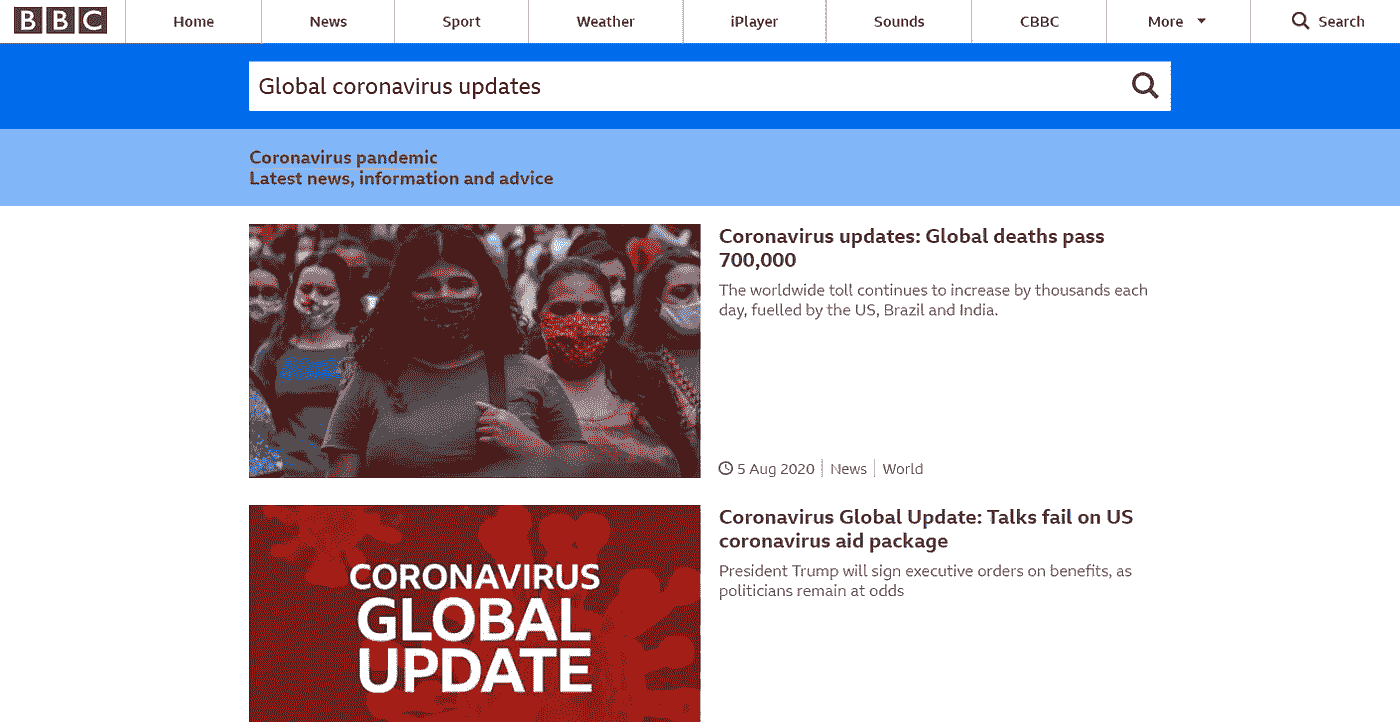 BBC Home News Sport Weather iPlayer Sounds CBBC More Search
Global coronavirus updates
Coronavirus pandemic
Latest news, information and advice
Coronavirus updates: Global deaths pass
700,000
The worldwide toll continues to increase by thousands each
day, fuelled by the US, Brazil and India.
5 Aug 2020 News World
CORONAVIRUS
GLOBAL
UPDATE
Coronavirus Global Update: Talks fail on US
coronavirus aid package
President Trump will sign executive orders on benefits, as
politicians remain at odds